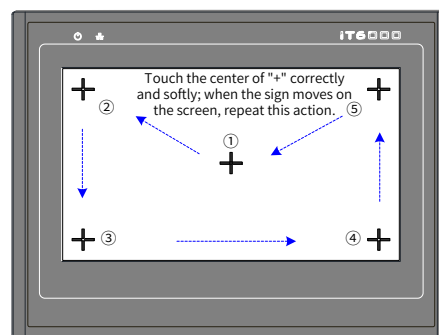 iT6000
Touch the center of "+" correctly
and softly; when the sign moves on
the screen, repeat this action.
②
⑤
①
③
④